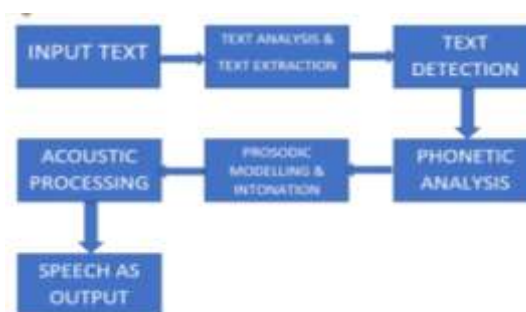 INPUT TEXT
TEXT ANALYSIS &
TEXT EXTRACTION
TEXT
DETECTION
PHONETIC
ANALYSIS
PROSODIC
MODELLING &
INTONATION
ACOUSTIC
PROCESSING
SPEECH AS
OUTPUT